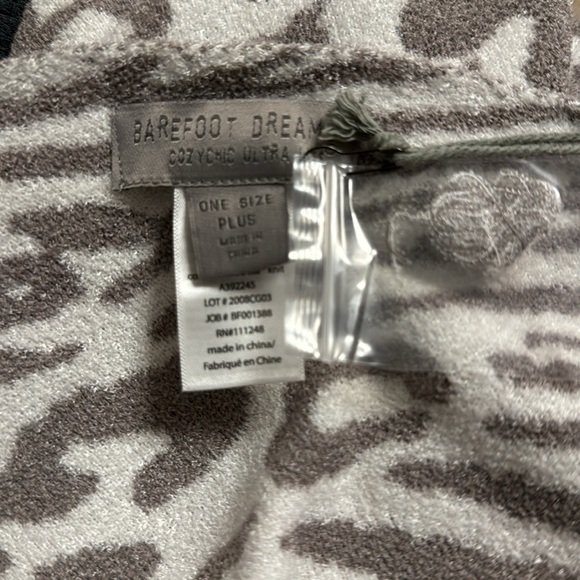 BAREFOOT DREAM
COZYCHIC ULTRA
ONE SIZE
PLUS
MADE IN
CHINA
A392245
LOT # 2008CG03
JOB # BF001388
RN#111248
made in china/
Fabriqué en Chine